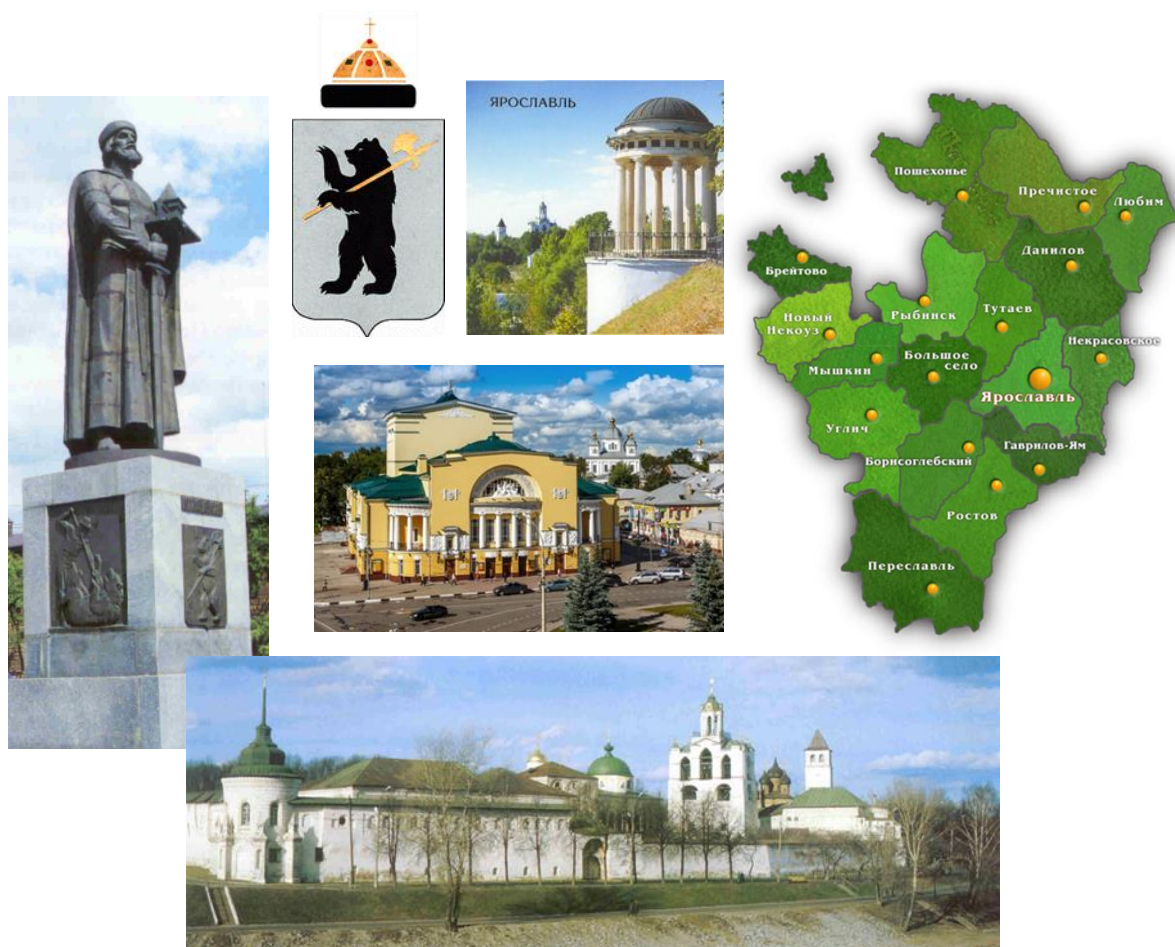 ЯРОСЛАВЛЬ
Пошехонье
Пречистое
Любим
Данилов
Брейтово
Рыбинск
Тутаев
Новый
Некоуз
Некрасовское
Мышкин
Большое
село
Ярославль
Углич
Гаврилов-Ям
Борисоглебский
Ростов
Переславль